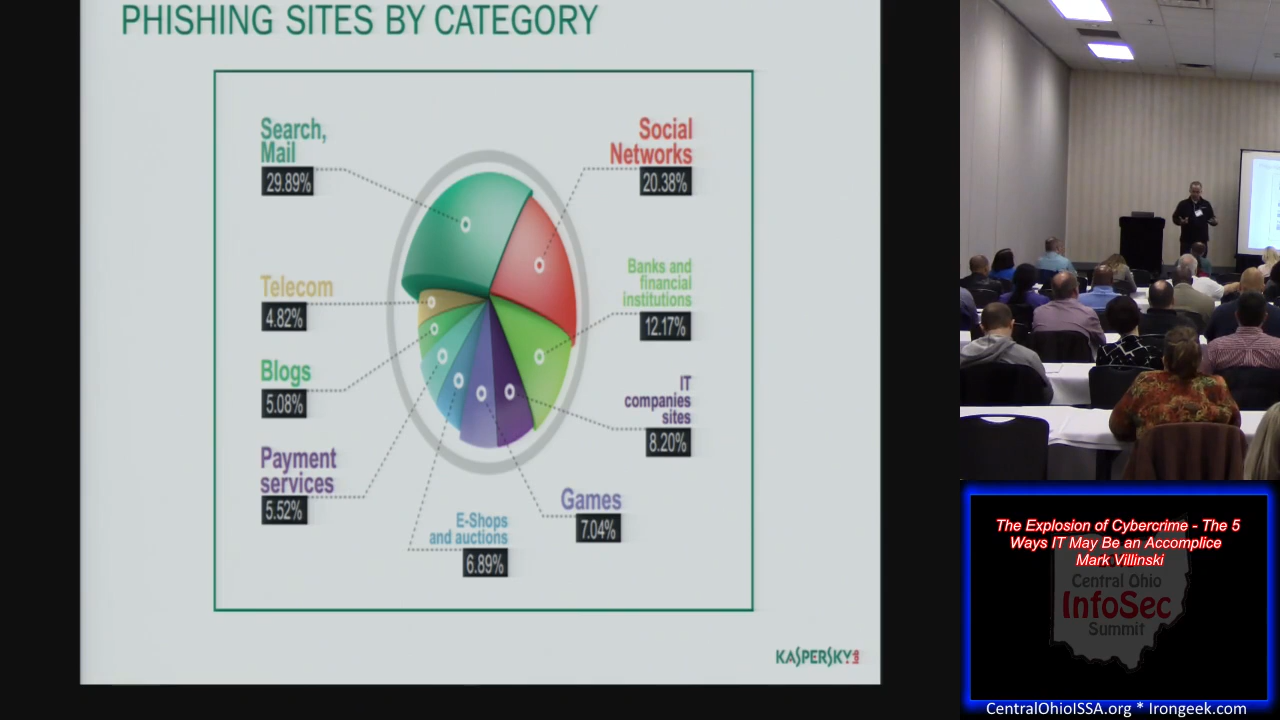 PHISHING SITES BY CATEGORY
Search,
Mail
29.89%
Social
Networks
20.38%
Telecom
4.82%
Banks and
financial
institutions
12.17%
Blogs
5.08%
IT
companies
sites
8.20%
Payment
services
5.52%
Games
7.04%
E-Shops
and auctions
6.89%
KASPERSKY lab
The Explosion of Cybercrime - The 5
Ways IT May Be an Accomplice
Mark Villinski
Central Ohio
InfoSec
Summit
CentralOhioISSA.org * Irongeek.com